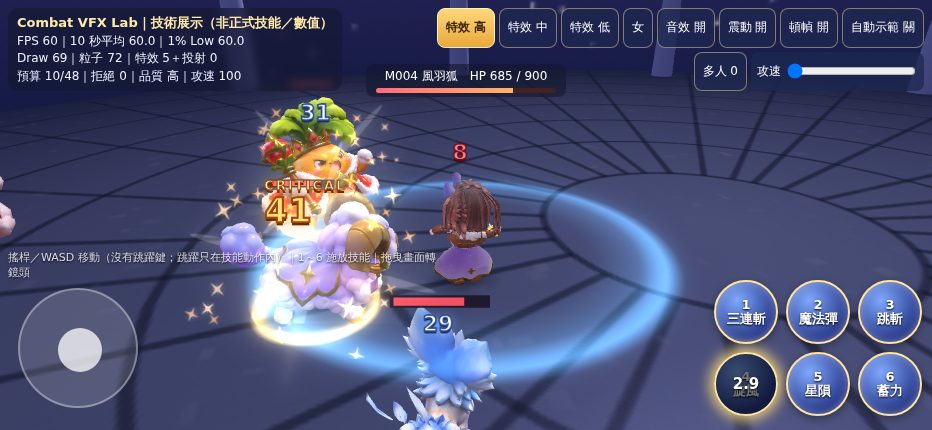 Combat VFX Lab｜技術展示（非正式技能／數值）
FPS 60｜10 秒平均 60.0｜1% Low 60.0
Draw 69｜粒子 72｜特效 5＋投射 0
預算 10/48｜拒絕 0｜品質 高｜攻速 100
特效 高
特效 中
特效 低
女
音效 開
震動 開
頓幀 開
自動示範 關
多人 0
攻速
M004 風羽狐 HP 685 / 900
31
8
CRITICAL
41
搖桿／WASD 移動（沒有跳躍鍵；跳躍只在技能動作內）｜1～6 施放技能｜拖曳畫面轉
鏡頭
29
1
三連斬
2
魔法彈
3
跳斬
4
旋風
2.9
5
星隕
6
蓄力